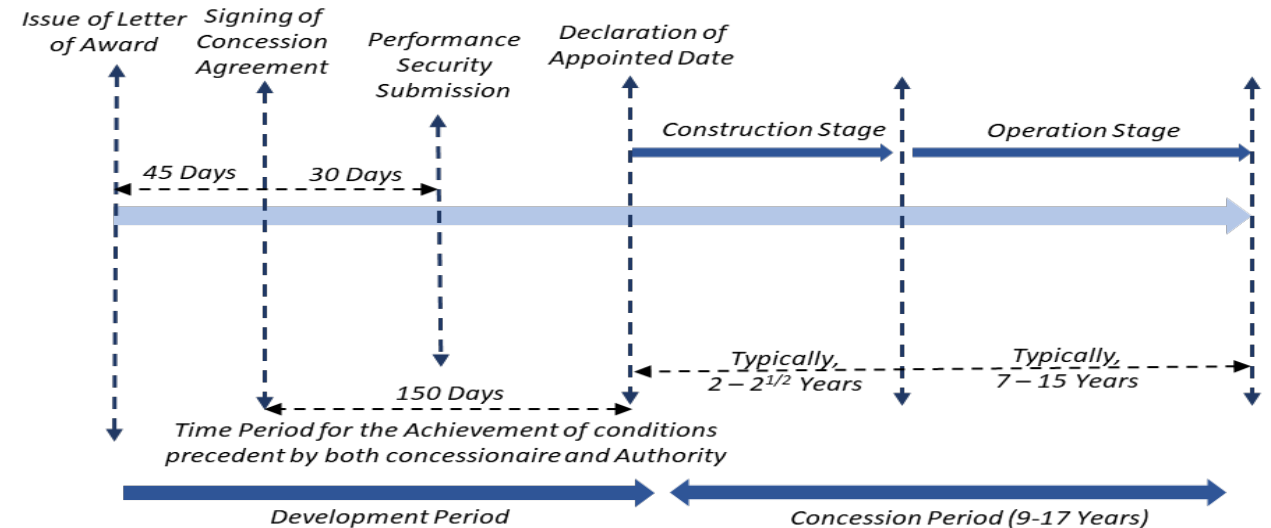 Issue of Letter
of Award
Signing of
Concession
Agreement
Performance
Security
Submission
Declaration of
Appointed Date
Construction Stage
Operation Stage
45 Days
30 Days
Typically,
2 – 2^1/2 Years
Typically,
7 – 15 Years
150 Days
Time Period for the Achievement of conditions
precedent by both concessionaire and Authority
Development Period
Concession Period (9-17 Years)